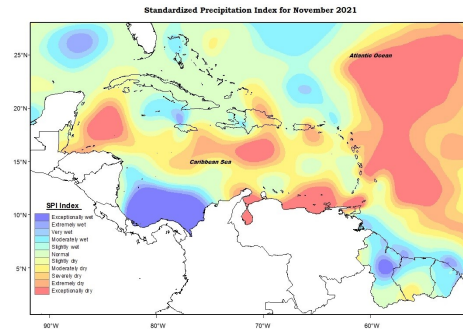 Standardized Precipitation Index for November 2021
Atlantic Ocean
25°N
20°N
15°N
Caribbean Sea
10°N
5°N
SPI Index
Exceptionally wet
Extremely wet
Very wet
Moderately wet
Slightly wet
Normal
Slightly dry
Moderately dry
Severely dry
Extremely dry
Exceptionally dry
90°W
80°W
70°W
60°W